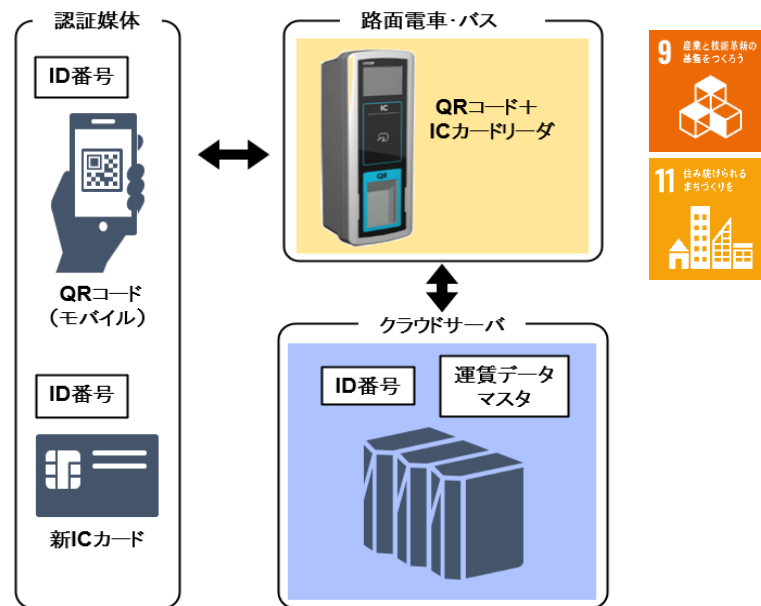 認証媒体
ID番号
QRコード
（モバイル）
ID番号
新ICカード
路面電車・バス
IC
QR
QRコード＋
ICカードリーダ
クラウドサーバ
ID番号
運賃データ
マスタ
9 産業と技術革新の
基盤をつくろう
11 住み続けられる
まちづくりを